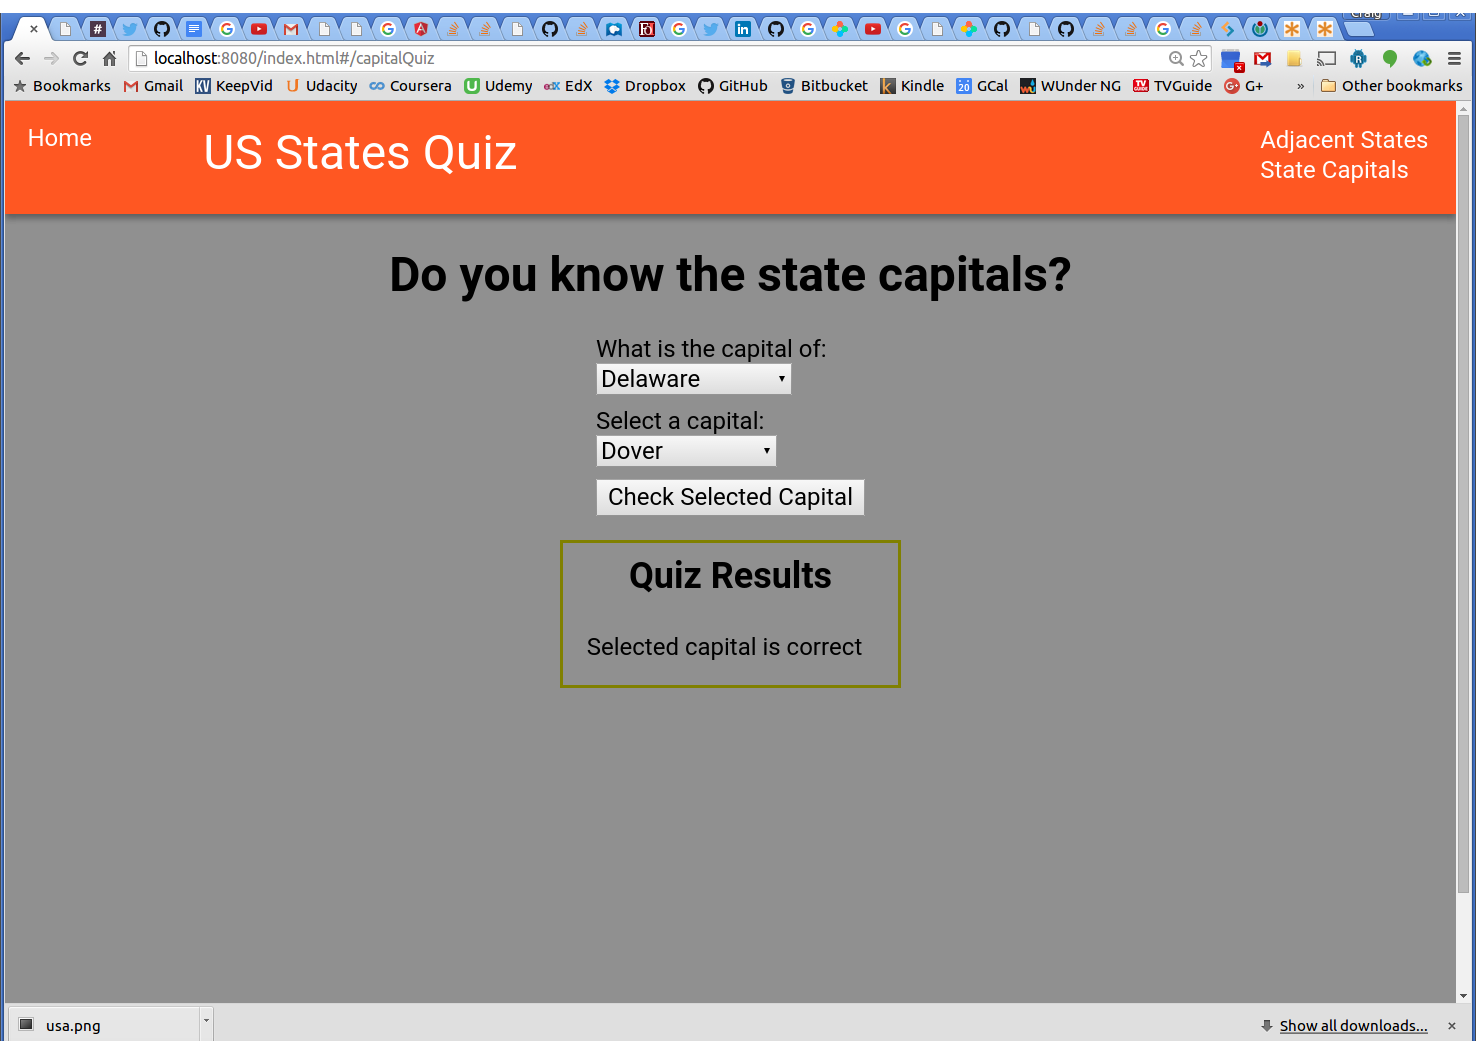 Craig
localhost:8080/index.html#/capitalQuiz
Bookmarks Gmail KeepVid Udacity Coursera Udemy EdX Dropbox GitHub Bitbucket Kindle GCal WUnder NG TVGuide G+ » Other bookmarks
Home
US States Quiz
Adjacent States
State Capitals
Do you know the state capitals?
What is the capital of:
Delaware
Select a capital:
Dover
Check Selected Capital
Quiz Results
Selected capital is correct
usa.png
Show all downloads...